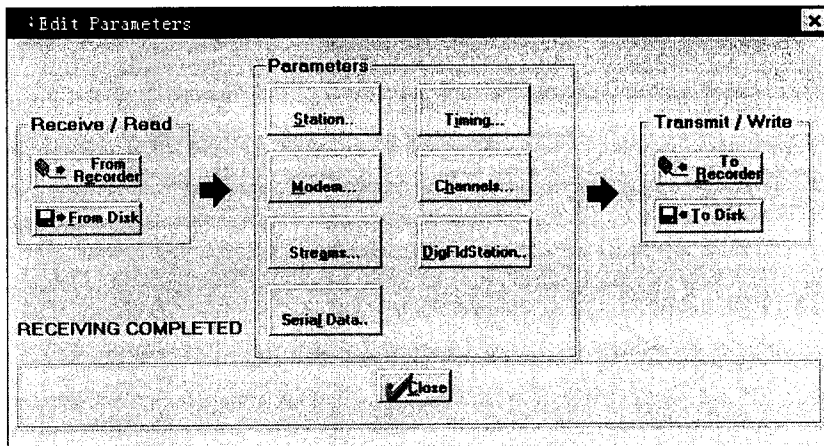 Edit Parameters
Receive / Read
From Recorder
From Disk
Parameters
Station..
Timing...
Modem...
Channels...
Streams...
DigFldStation..
Serial Data..
Transmit / Write
To Recorder
To Disk
RECEIVING COMPLETED
Close